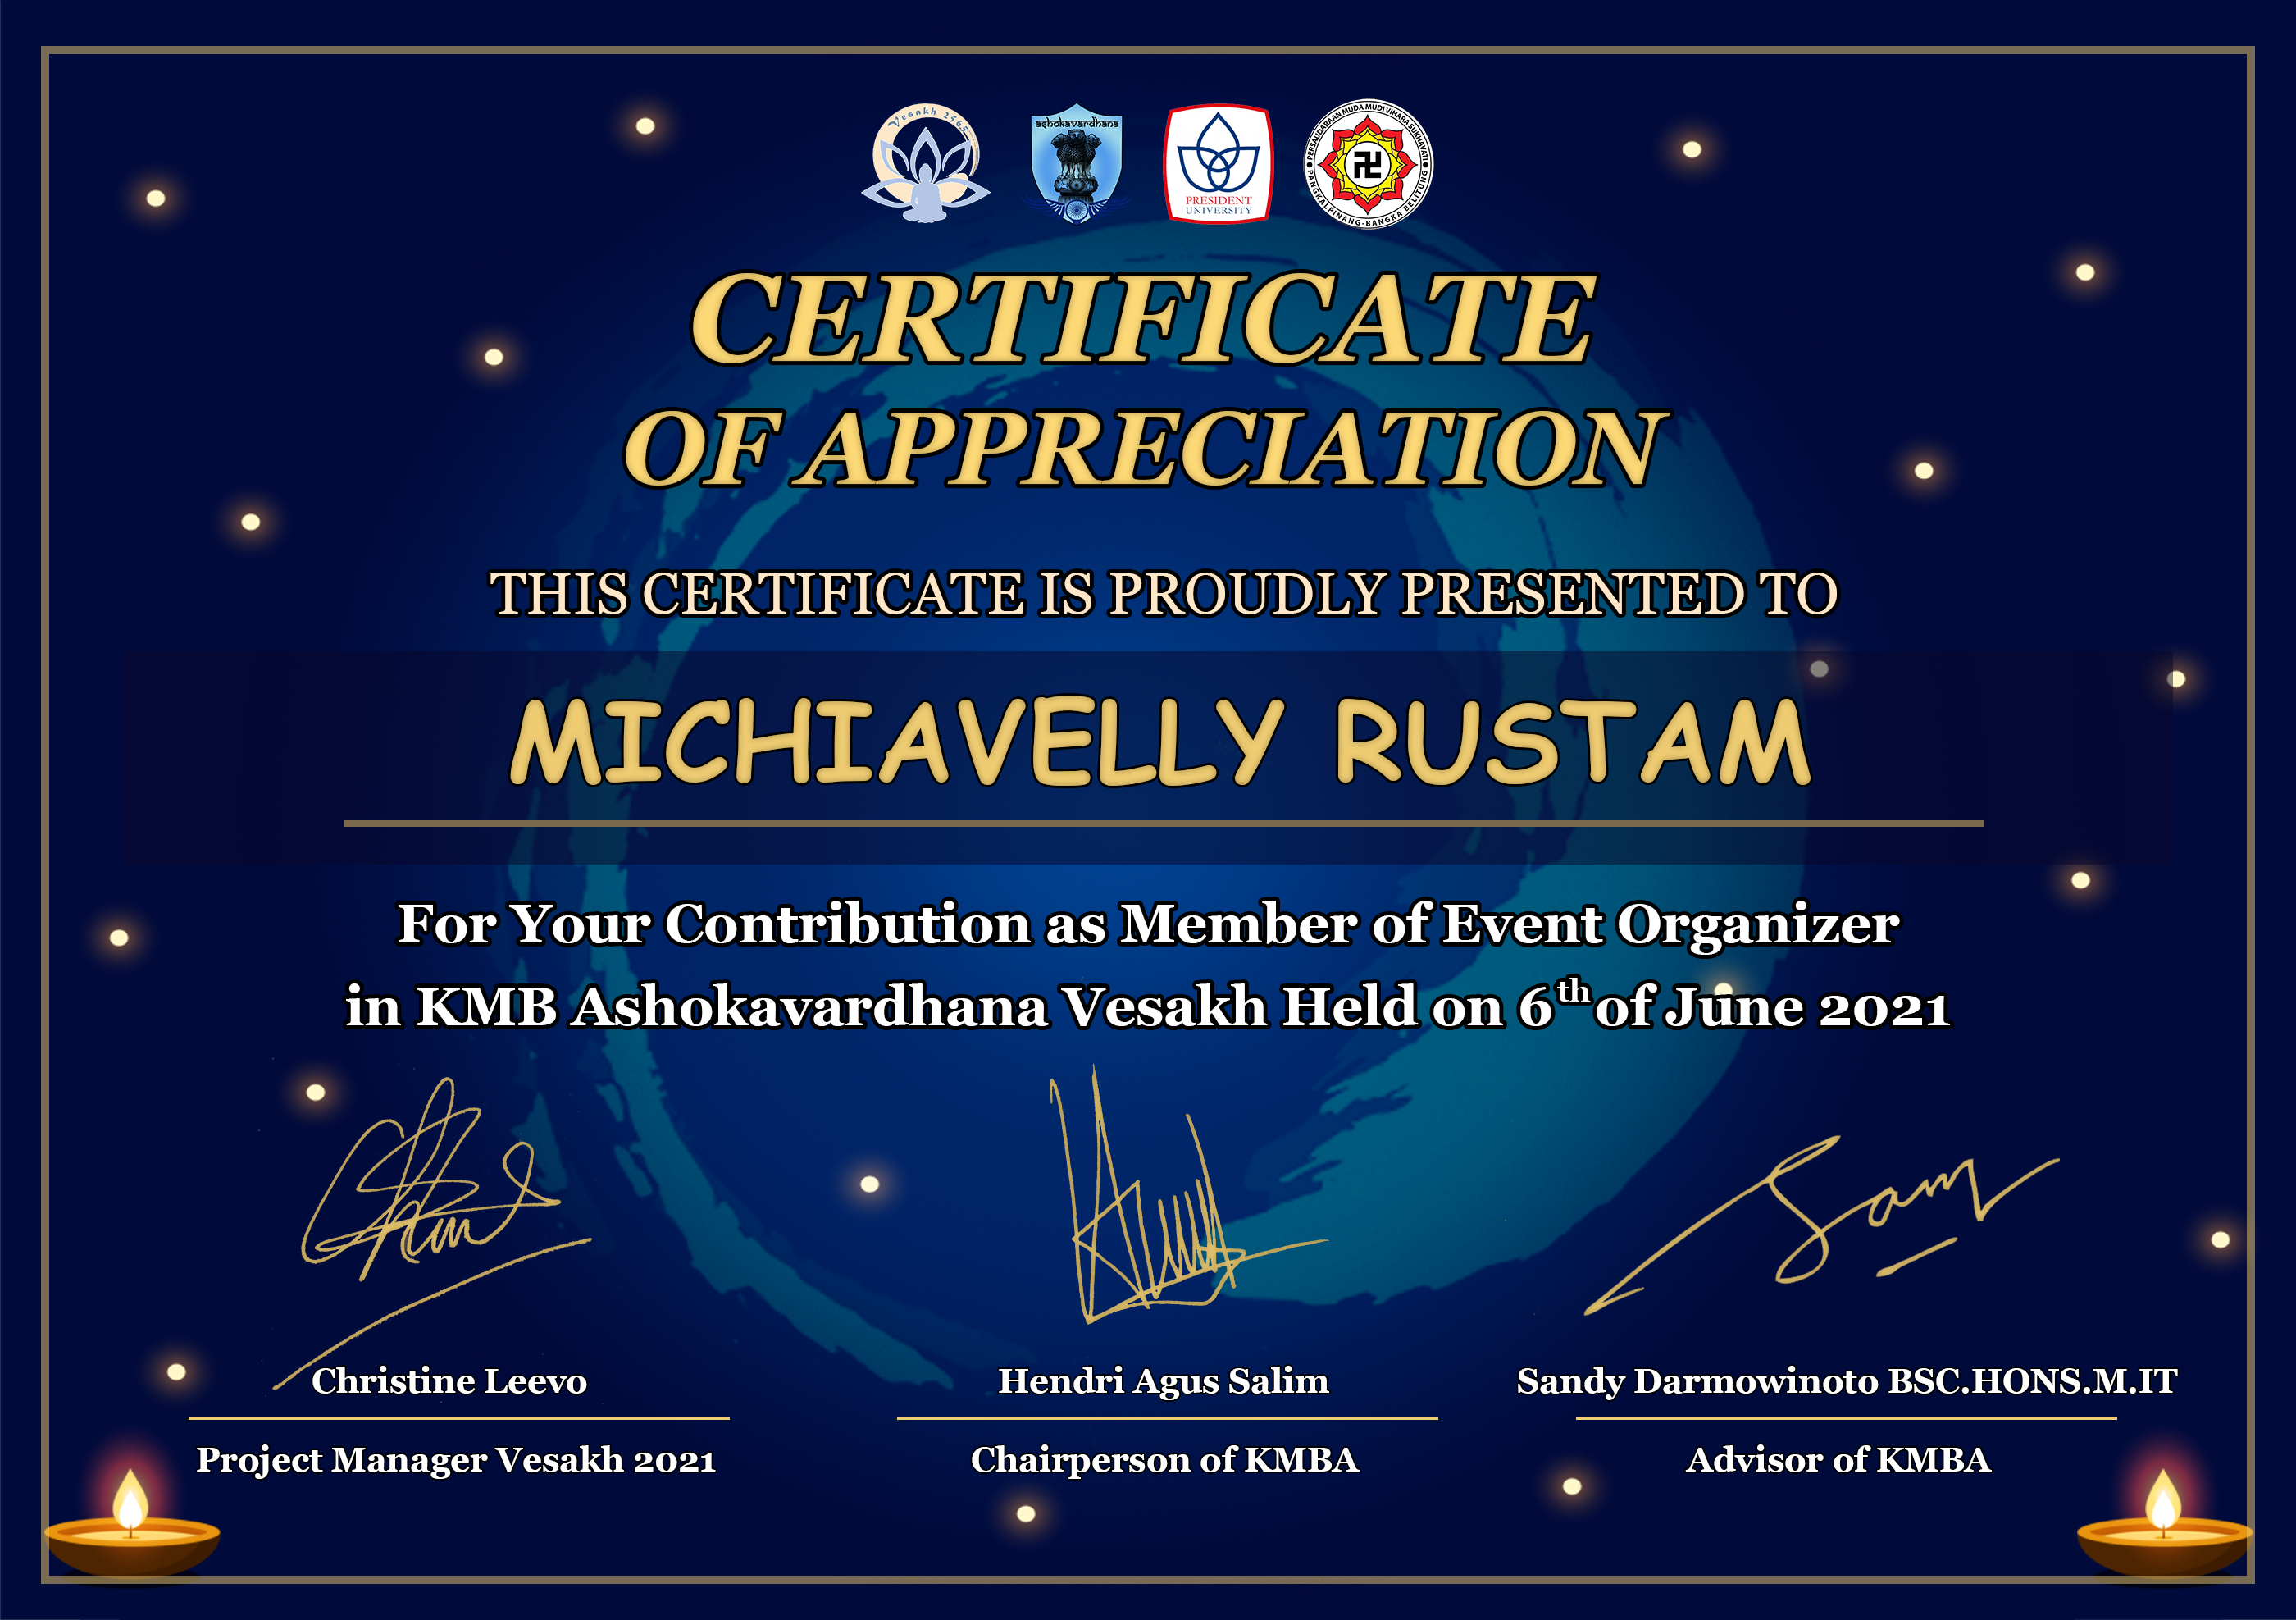 Vesakh 2565
ashokavardhana
PRESIDENT
UNIVERSITY
PERSAUDARAAN MUDA MUDI VIHARA SUKHAVATI
PANGKALPINANG-BANGKA BELITUNG
CERTIFICATE
OF APPRECIATION
THIS CERTIFICATE IS PROUDLY PRESENTED TO
MICHIAVELLY RUSTAM
For Your Contribution as Member of Event Organizer
in KMB Ashokavardhana Vesakh Held on 6th of June 2021
Christine Leevo
Hendri Agus Salim
Sandy Darmowinoto BSC.HONS.M.IT
Project Manager Vesakh 2021
Chairperson of KMBA
Advisor of KMBA